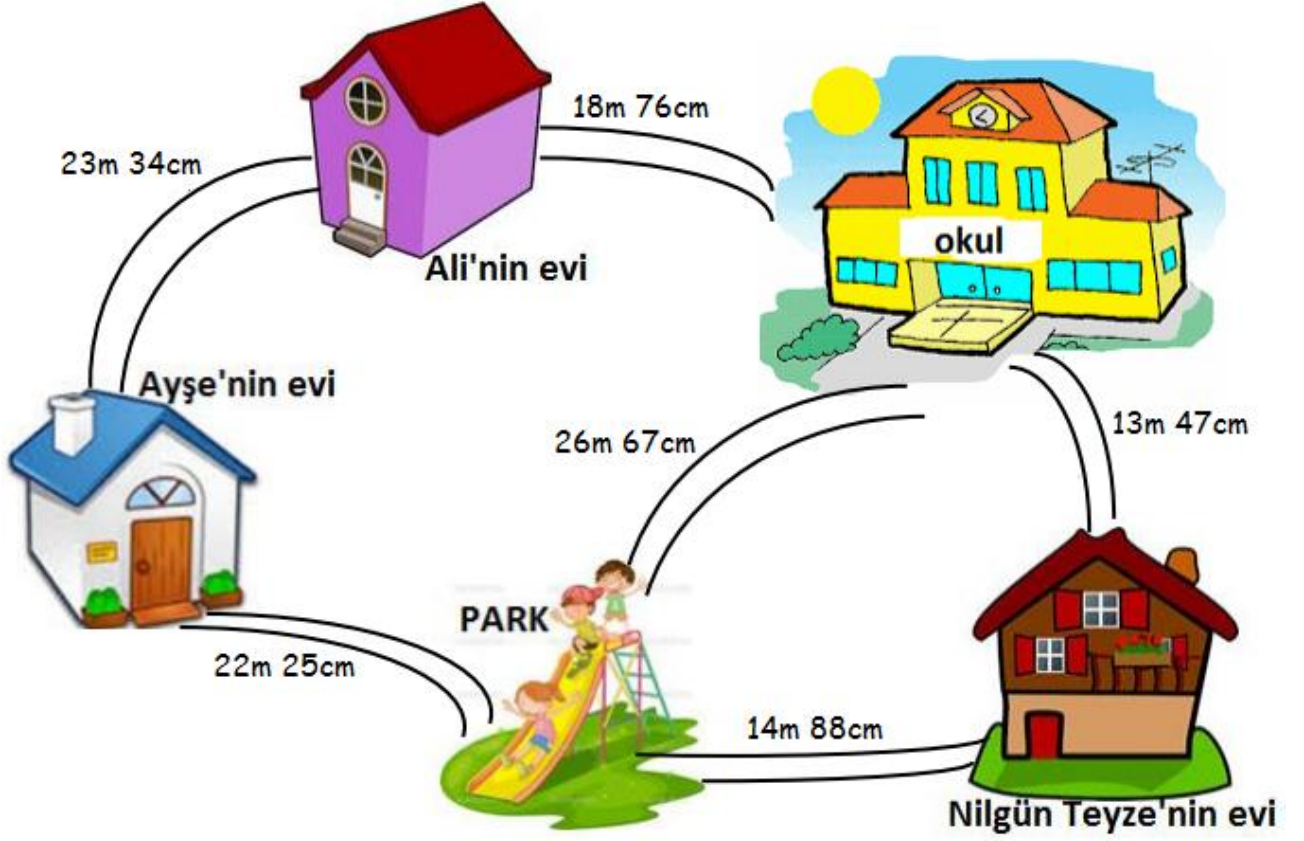 18m 76cm
23m 34cm
okul
Ali'nin evi
Ayşe'nin evi
26m 67cm
13m 47cm
PARK
22m 25cm
14m 88cm
Nilgün Teyze'nin evi